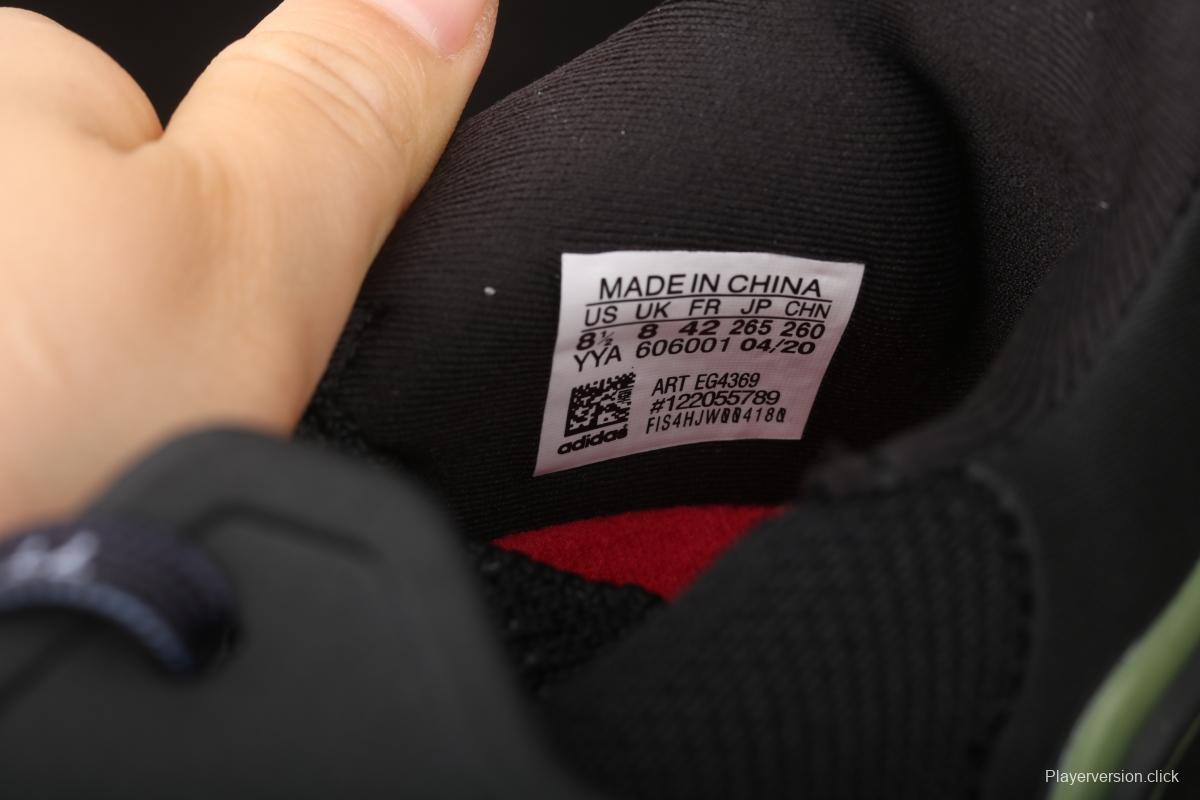 MADE IN CHINA
US UK FR JP CHN
8½ 8 42 265 260
YYA 606001 04/20
ART EG4369
#122055789
FIS4HJW004180
adidas
Playerversion.click